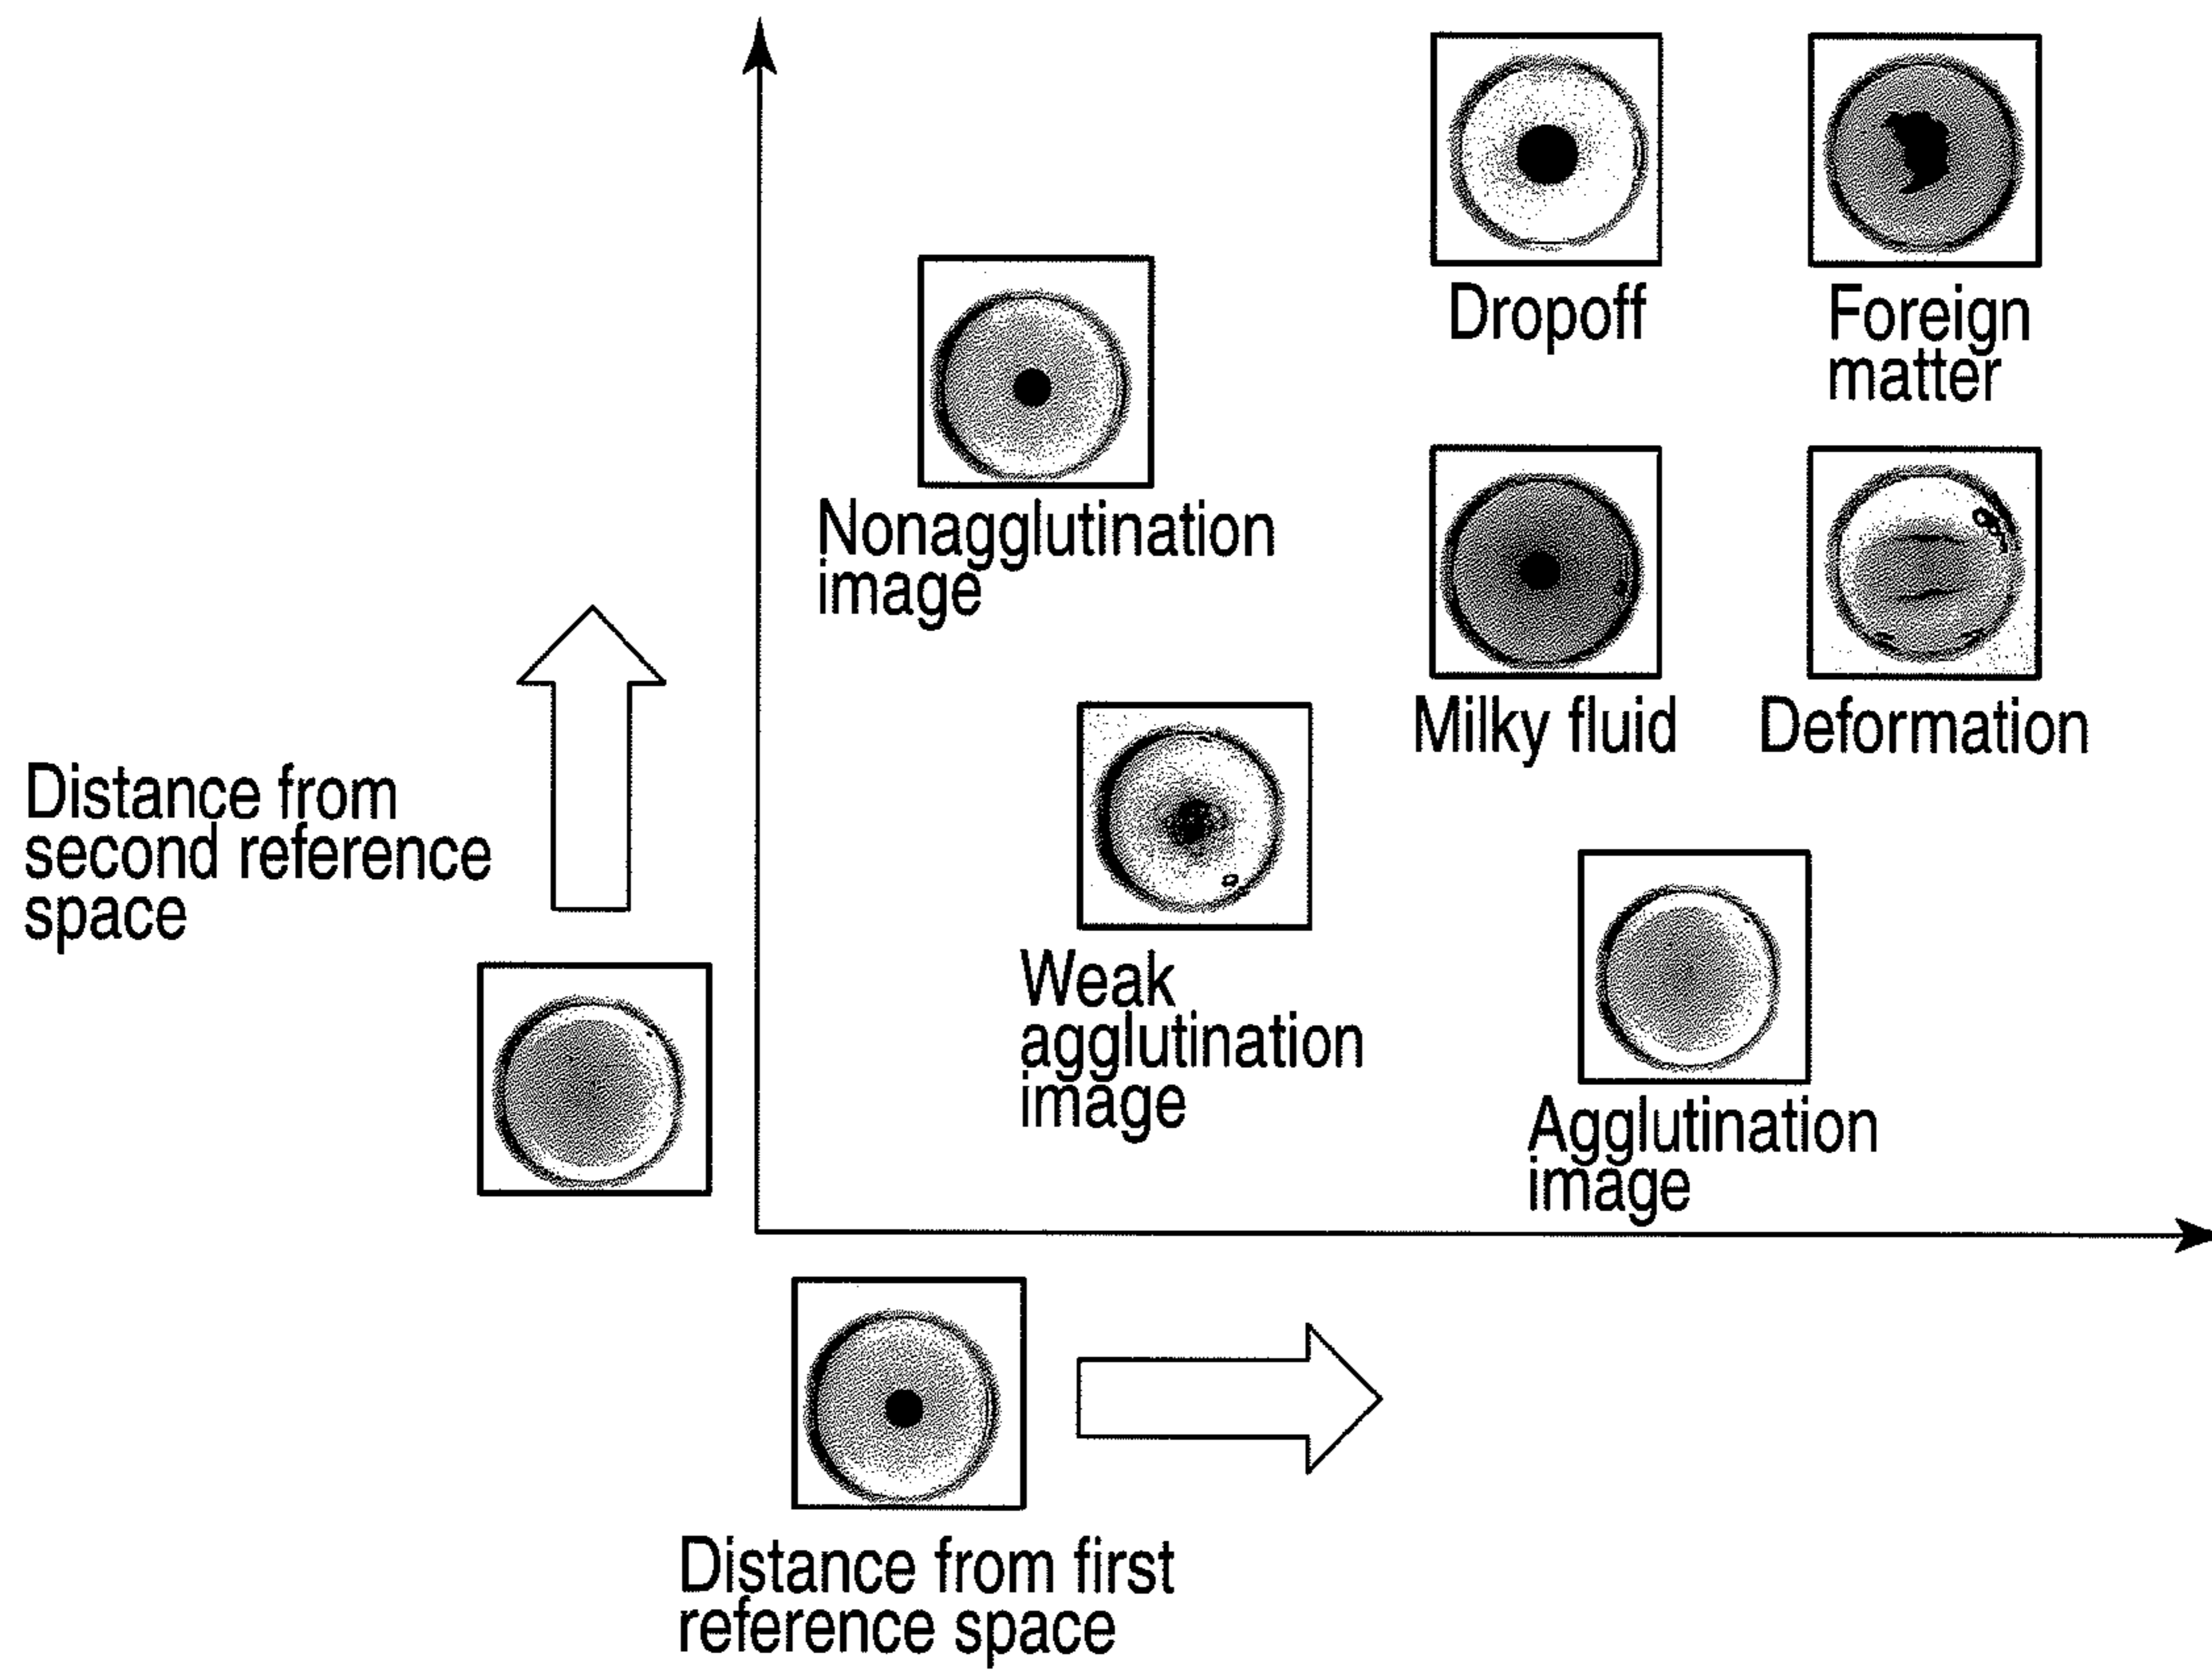 Dropoff
Foreign
matter
Nonagglutination
image
Milky fluid
Deformation
Distance from
second reference
space
Weak
agglutination
image
Agglutination
image
Distance from first
reference space